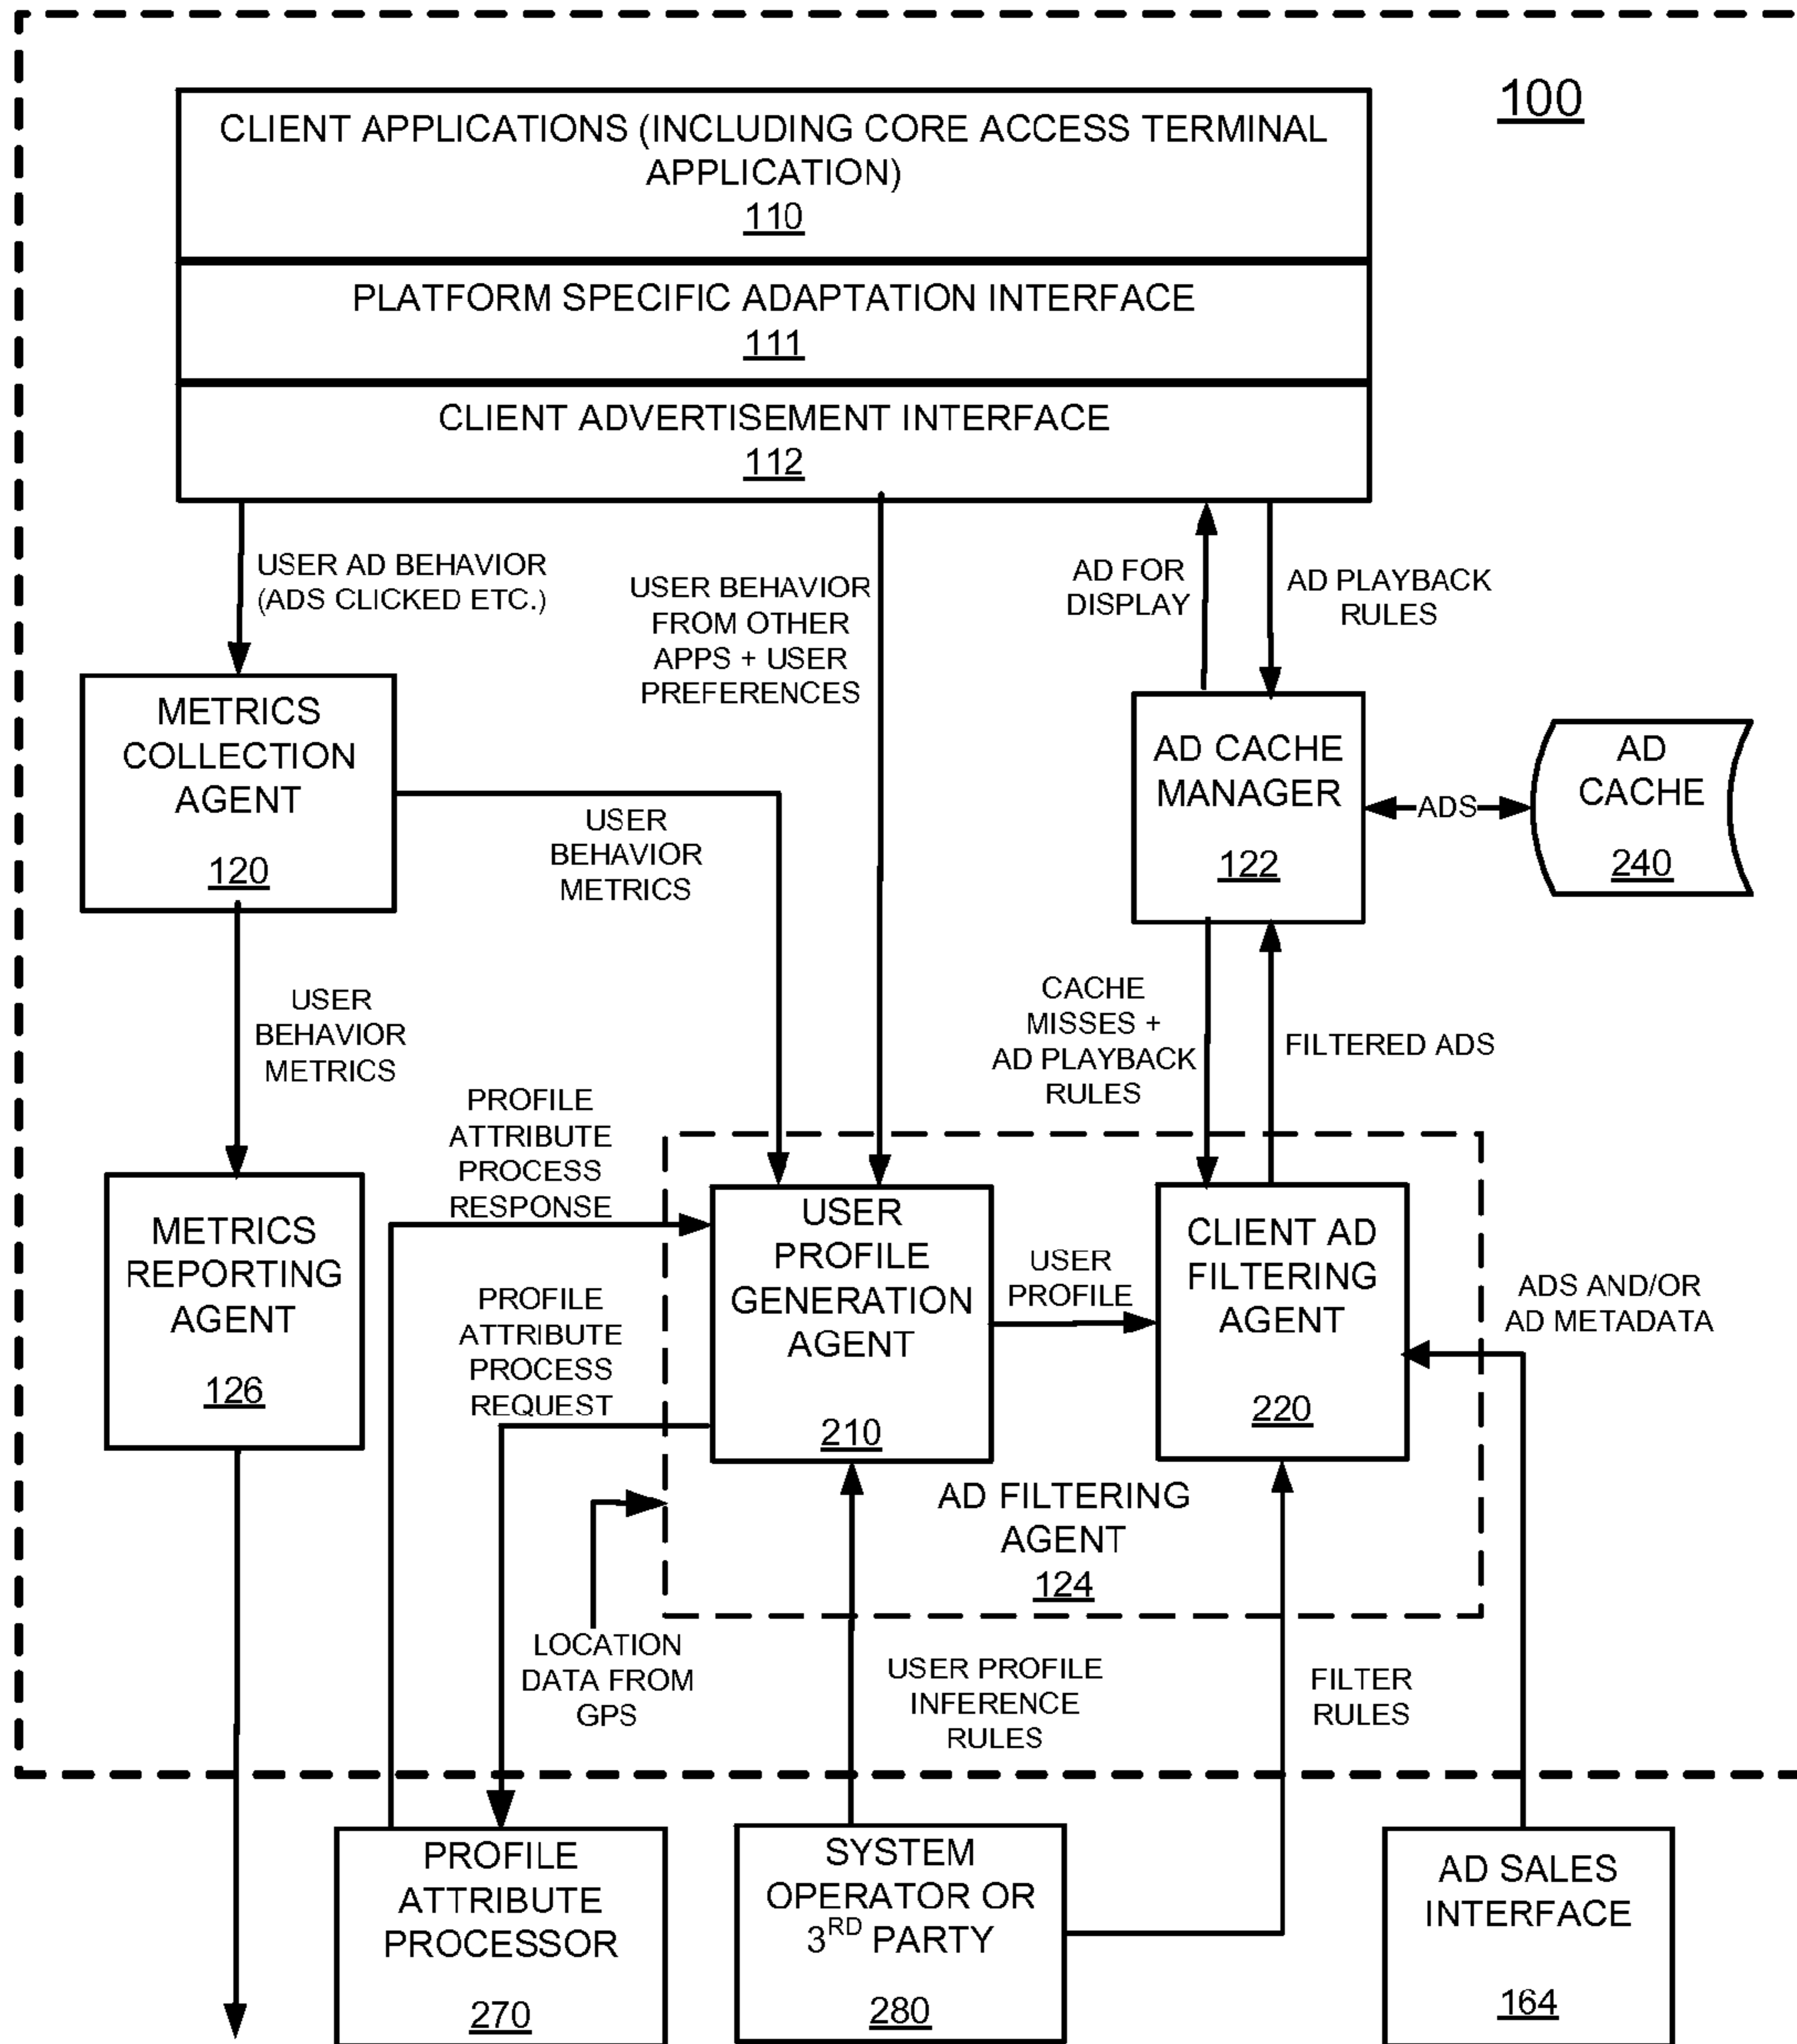 100
CLIENT APPLICATIONS (INCLUDING CORE ACCESS TERMINAL
APPLICATION)
110
PLATFORM SPECIFIC ADAPTATION INTERFACE
111
CLIENT ADVERTISEMENT INTERFACE
112
USER AD BEHAVIOR
(ADS CLICKED ETC.)
USER BEHAVIOR
FROM OTHER
APPS + USER
PREFERENCES
AD FOR
DISPLAY
AD PLAYBACK
RULES
METRICS
COLLECTION
AGENT
120
USER
BEHAVIOR
METRICS
AD CACHE
MANAGER
122
ADS
AD
CACHE
240
USER
BEHAVIOR
METRICS
CACHE
MISSES +
AD PLAYBACK
RULES
FILTERED ADS
PROFILE
ATTRIBUTE
PROCESS
RESPONSE
METRICS
REPORTING
AGENT
126
PROFILE
ATTRIBUTE
PROCESS
REQUEST
USER
PROFILE
GENERATION
AGENT
210
USER
PROFILE
CLIENT AD
FILTERING
AGENT
220
ADS AND/OR
AD METADATA
AD FILTERING
AGENT
124
LOCATION
DATA FROM
GPS
USER PROFILE
INFERENCE
RULES
FILTER
RULES
PROFILE
ATTRIBUTE
PROCESSOR
270
SYSTEM
OPERATOR OR
3RD PARTY
280
AD SALES
INTERFACE
164